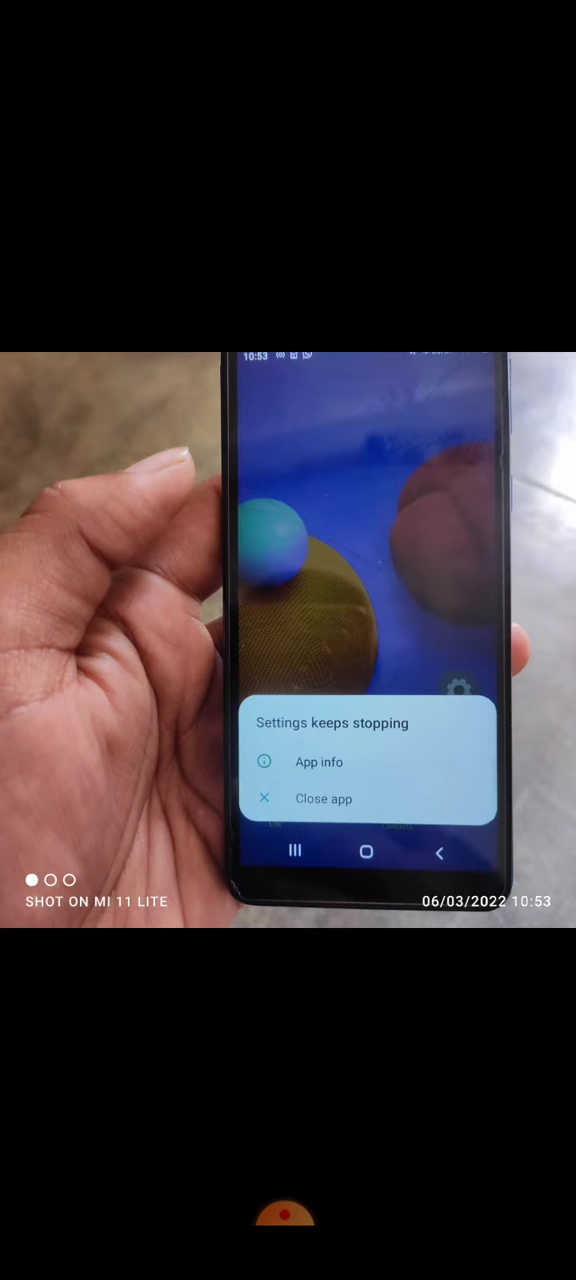 10:53
Settings keeps stopping
App info
Close app
Contacts
SHOT ON MI 11 LITE
06/03/2022 10:53